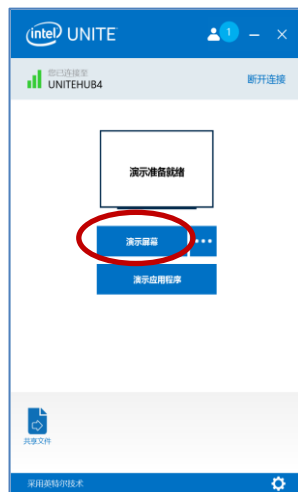 intel UNITE
1
您已连接至
UNITEHUB4
断开连接
演示准备就绪
演示屏幕
演示应用程序
共享文件
采用英特尔技术